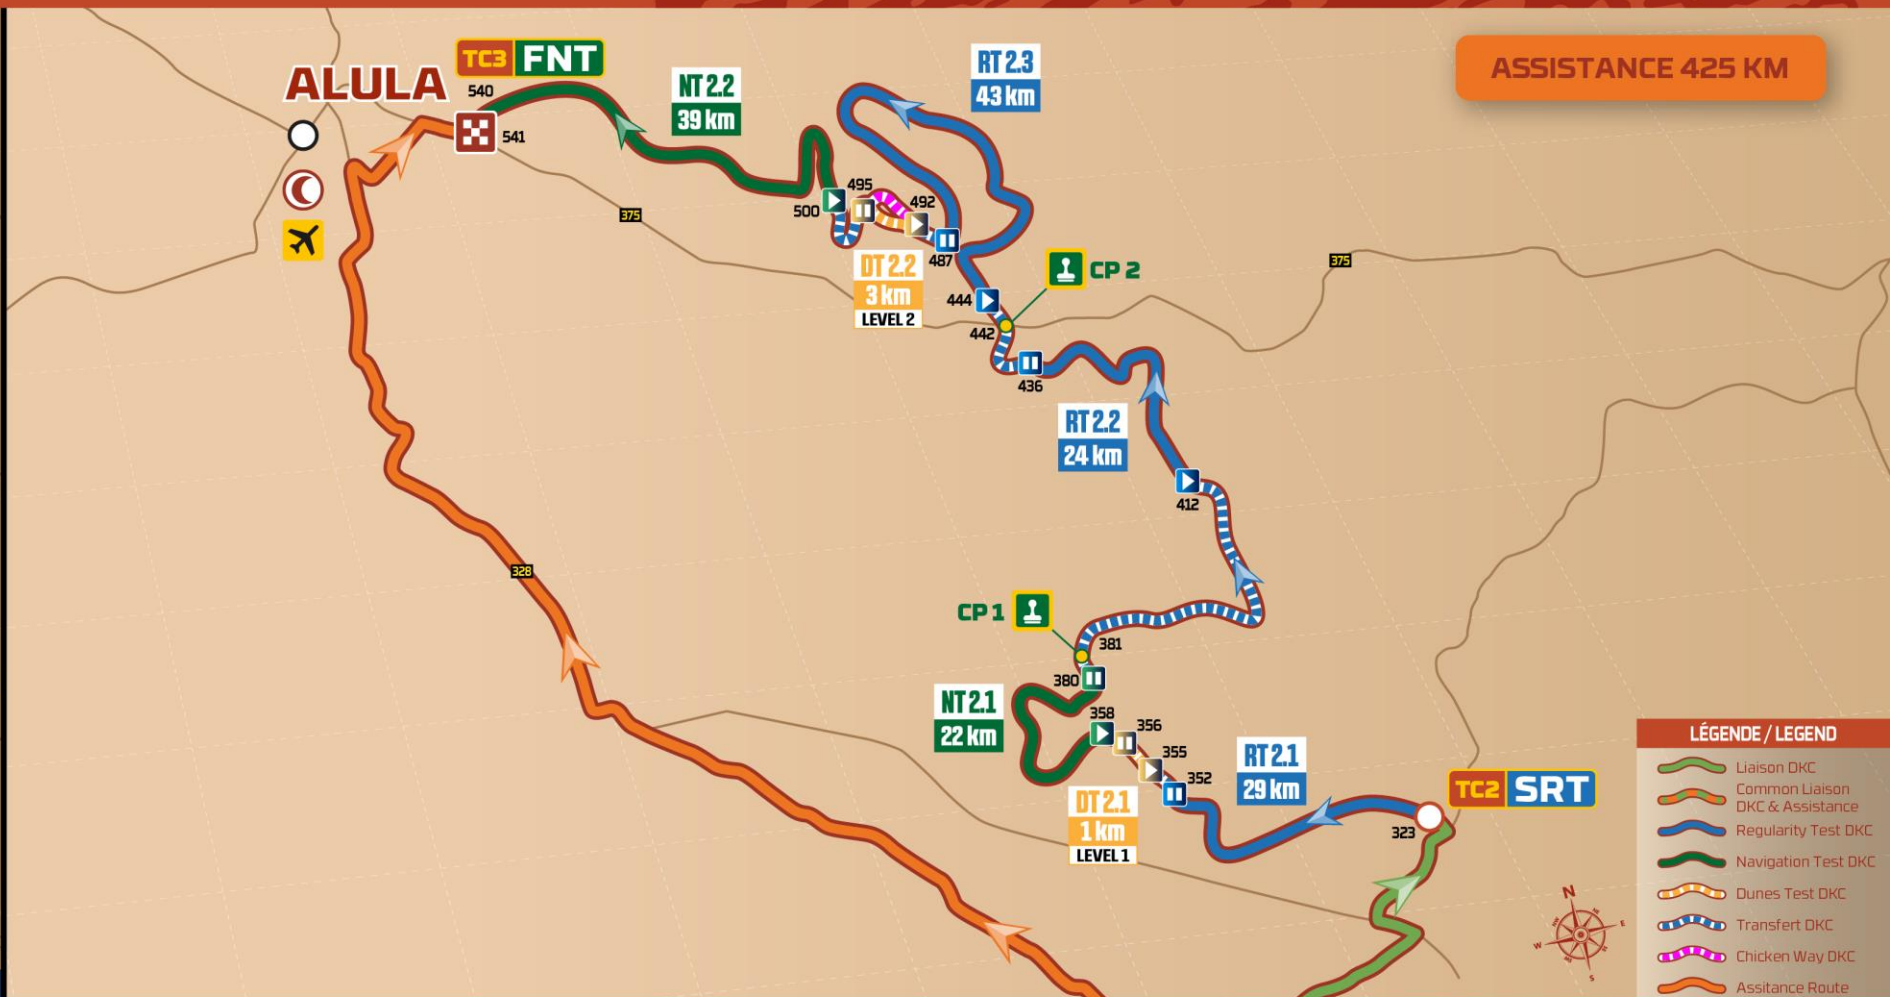 ASSISTANCE 425 KM
TC3 FNT
ALULA
540
541
NT 2.2
39 km
RT 2.3
43 km
375
495
492
500
487
DT 2.2
3 km
LEVEL 2
CP 2
375
444
442
436
RT 2.2
24 km
412
328
CP 1
381
380
NT 2.1
22 km
358
356
355
352
RT 2.1
29 km
DT 2.1
1 km
LEVEL 1
TC2 SRT
323
LÉGENDE / LEGEND
Liaison DKC
Common Liaison
DKC & Assistance
Regularity Test DKC
Navigation Test DKC
Dunes Test DKC
Transfert DKC
Chicken Way DKC
Assitance Route
N
E
W
S